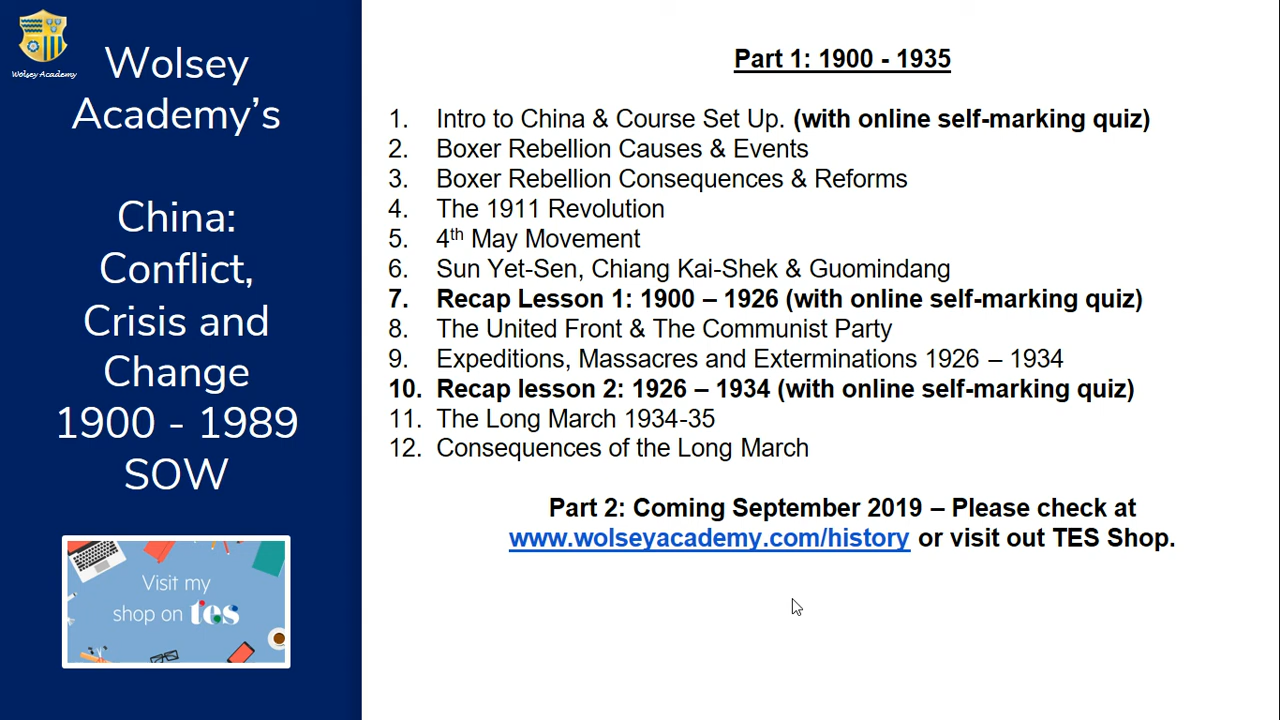 Wolsey Academy
Wolsey
Academy's
China:
Conflict,
Crisis and
Change
1900 - 1989
SOW
Visit my
shop on tes
Part 1: 1900 - 1935
1. Intro to China & Course Set Up. (with online self-marking quiz)
2. Boxer Rebellion Causes & Events
3. Boxer Rebellion Consequences & Reforms
4. The 1911 Revolution
5. 4th May Movement
6. Sun Yet-Sen, Chiang Kai-Shek & Guomindang
7. Recap Lesson 1: 1900 – 1926 (with online self-marking quiz)
8. The United Front & The Communist Party
9. Expeditions, Massacres and Exterminations 1926 – 1934
10. Recap lesson 2: 1926 – 1934 (with online self-marking quiz)
11. The Long March 1934-35
12. Consequences of the Long March
Part 2: Coming September 2019 – Please check at
www.wolseyacademy.com/history or visit out TES Shop.